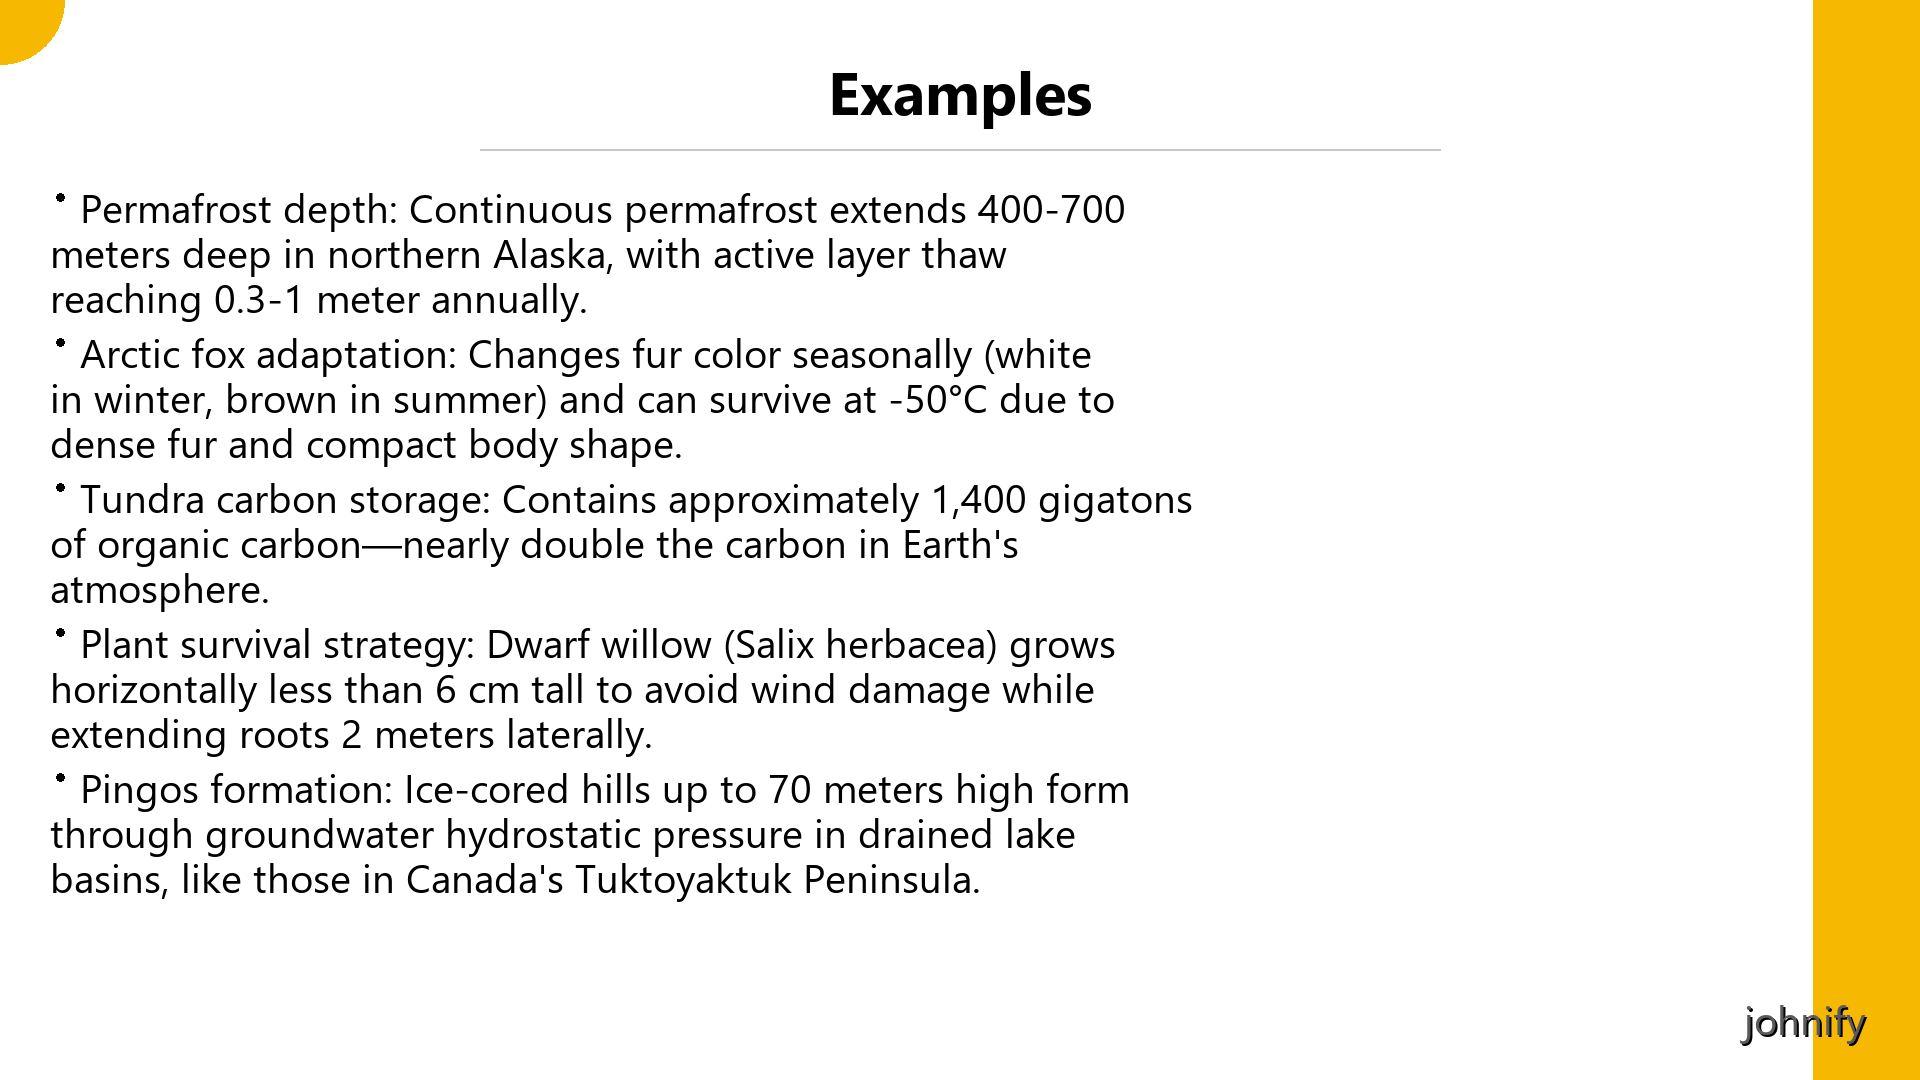 Examples
• Permafrost depth: Continuous permafrost extends 400-700
meters deep in northern Alaska, with active layer thaw
reaching 0.3-1 meter annually.
• Arctic fox adaptation: Changes fur color seasonally (white
in winter, brown in summer) and can survive at -50°C due to
dense fur and compact body shape.
• Tundra carbon storage: Contains approximately 1,400 gigatons
of organic carbon—nearly double the carbon in Earth's
atmosphere.
• Plant survival strategy: Dwarf willow (Salix herbacea) grows
horizontally less than 6 cm tall to avoid wind damage while
extending roots 2 meters laterally.
• Pingos formation: Ice-cored hills up to 70 meters high form
through groundwater hydrostatic pressure in drained lake
basins, like those in Canada's Tuktoyaktuk Peninsula.
johnify